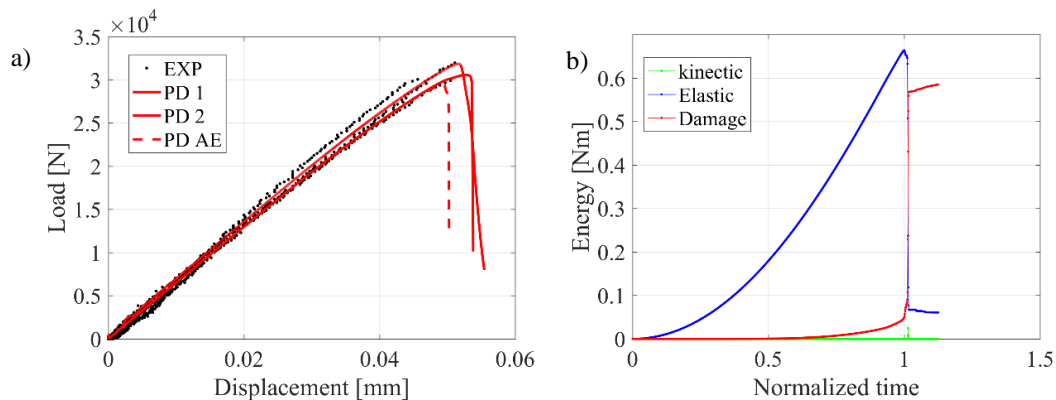 a)
×10⁴
3.5
3
2.5
2
1.5
1
0.5
0
0
0.02
0.04
0.06
Load [N]
Displacement [mm]
EXP
PD 1
PD 2
PD AE
b)
0.6
0.5
0.4
0.3
0.2
0.1
0
0
0.5
1
1.5
Energy [Nm]
Normalized time
kinectic
Elastic
Damage